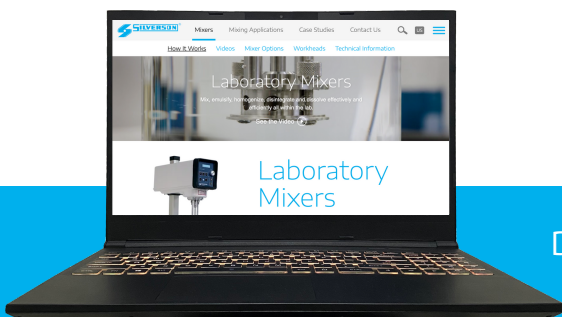 SILVERSON
Mixers
Mixing Applications
Case Studies
Contact Us
US
How It Works
Videos
Mixer Options
Workheads
Technical Information
Laboratory Mixers
Mix, emulsify, homogenize, disintegrate and dissolve effectively and
efficiently all within the lab.
See the Video
Laboratory
Mixers
D